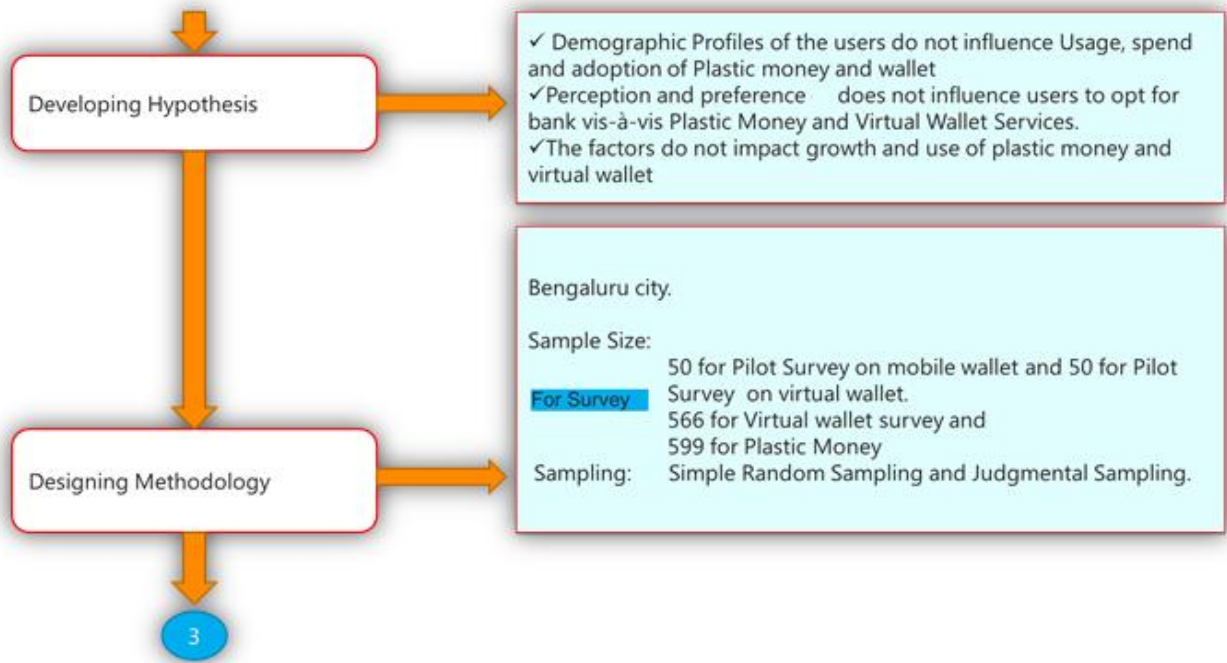 Developing Hypothesis
✓ Demographic Profiles of the users do not influence Usage, spend
and adoption of Plastic money and wallet
✓Perception and preference does not influence users to opt for
bank vis-à-vis Plastic Money and Virtual Wallet Services.
✓The factors do not impact growth and use of plastic money and
virtual wallet
Designing Methodology
Bengaluru city.
Sample Size:
50 for Pilot Survey on mobile wallet and 50 for Pilot
For Survey Survey on virtual wallet.
566 for Virtual wallet survey and
599 for Plastic Money
Sampling: Simple Random Sampling and Judgmental Sampling.
3